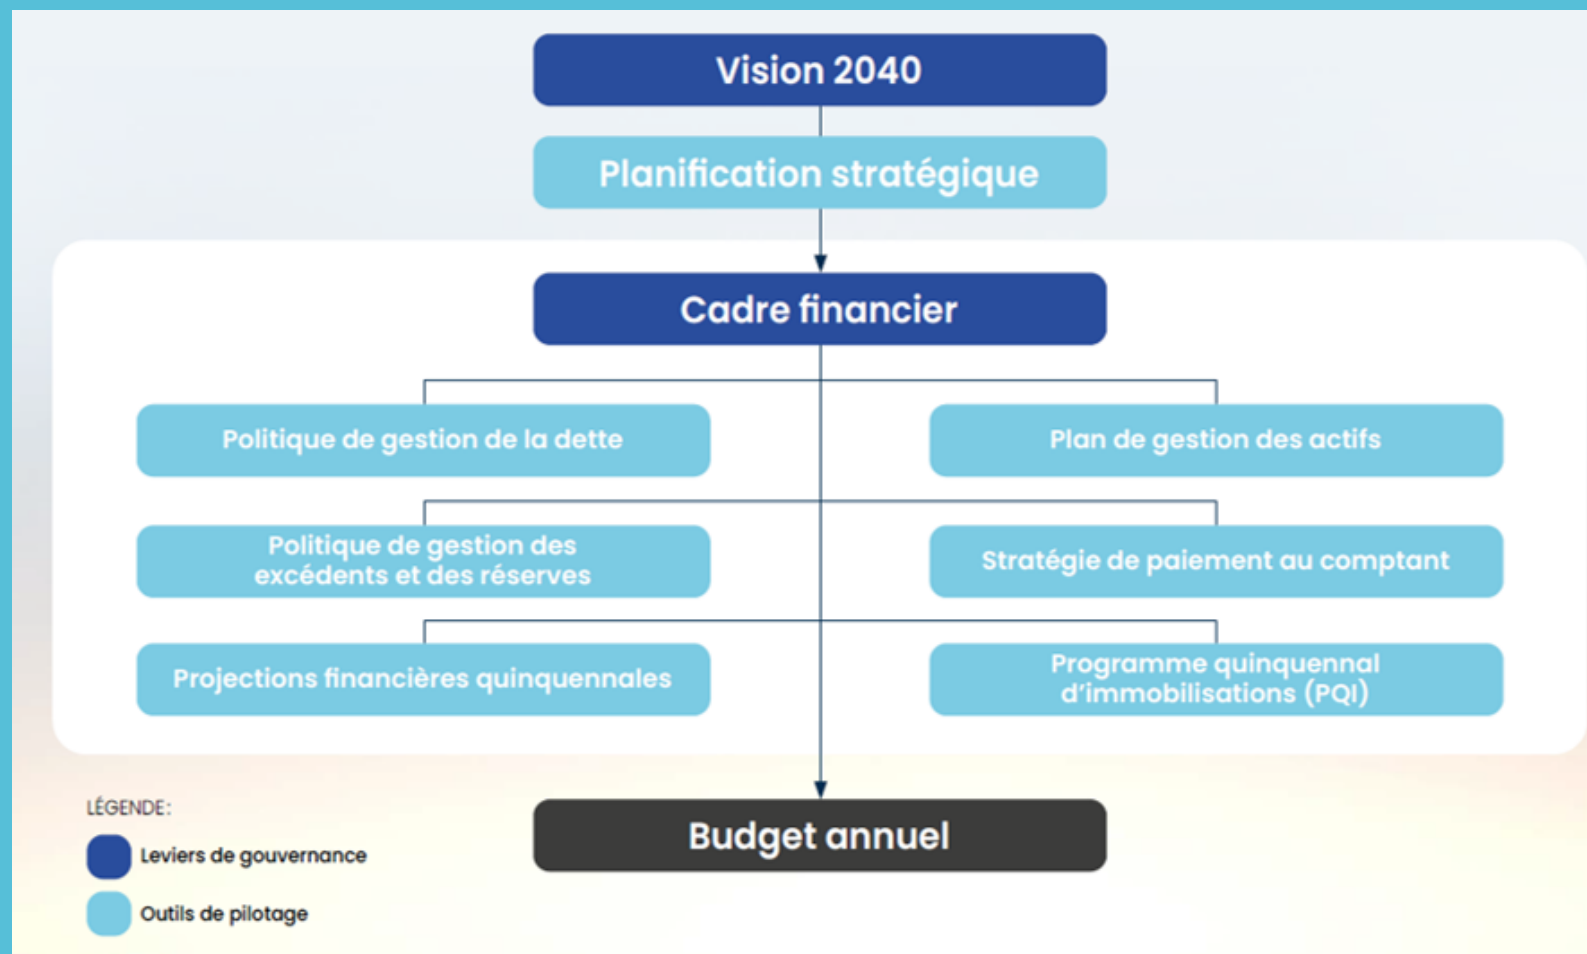 Vision 2040
Planification stratégique
Cadre financier
Politique de gestion de la dette
Plan de gestion des actifs
Politique de gestion des
excédents et des réserves
Stratégie de paiement au comptant
Projections financières quinquennales
Programme quinquennal
d'immobilisations (PQI)
Budget annuel
LÉGENDE:
Leviers de gouvernance
Outils de pilotage